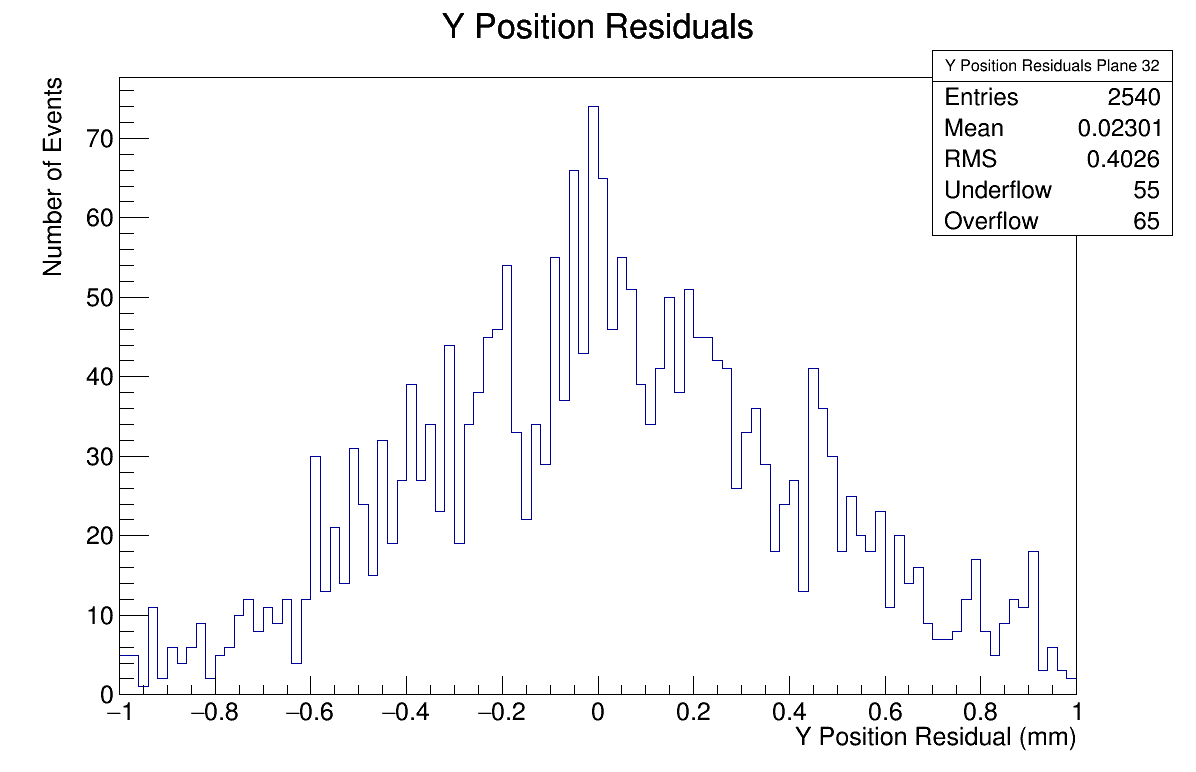 Y Position Residuals
Y Position Residuals Plane 32
Entries 2540
Mean 0.02301
RMS 0.4026
Underflow 55
Overflow 65
Number of Events
70
60
50
40
30
20
10
0
−1 −0.8 −0.6 −0.4 −0.2 0 0.2 0.4 0.6 0.8 1
Y Position Residual (mm)